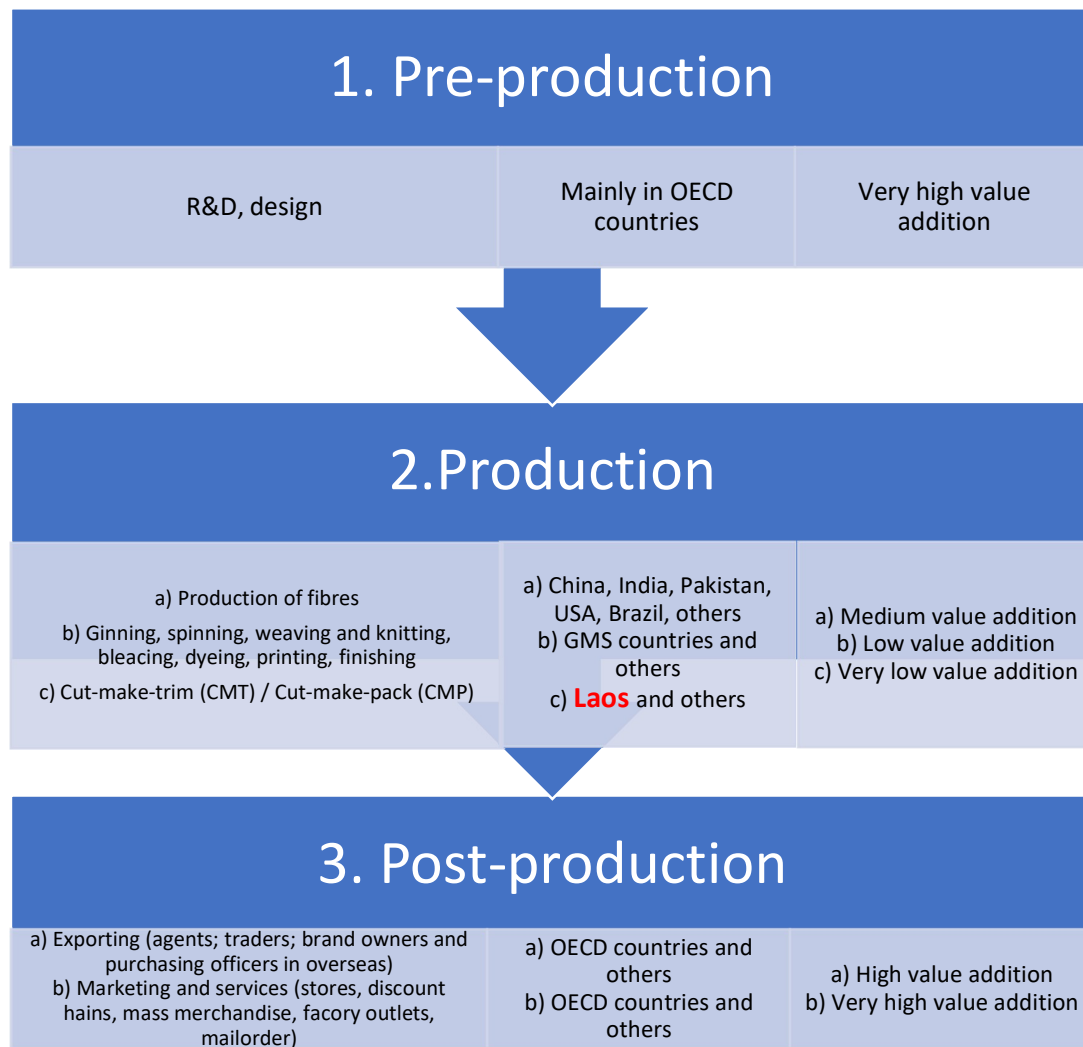 1. Pre-production
R&D, design
Mainly in OECD
countries
Very high value
addition
2.Production
a) Production of fibres
b) Ginning, spinning, weaving and knitting,
bleacing, dyeing, printing, finishing
c) Cut-make-trim (CMT) / Cut-make-pack (CMP)
a) China, India, Pakistan,
USA, Brazil, others
b) GMS countries and
others
c) Laos and others
a) Medium value addition
b) Low value addition
c) Very low value addition
3. Post-production
a) Exporting (agents; traders; brand owners and
purchasing officers in overseas)
b) Marketing and services (stores, discount
hains, mass merchandise, facory outlets,
mailorder)
a) OECD countries and
others
b) OECD countries and
others
a) High value addition
b) Very high value addition